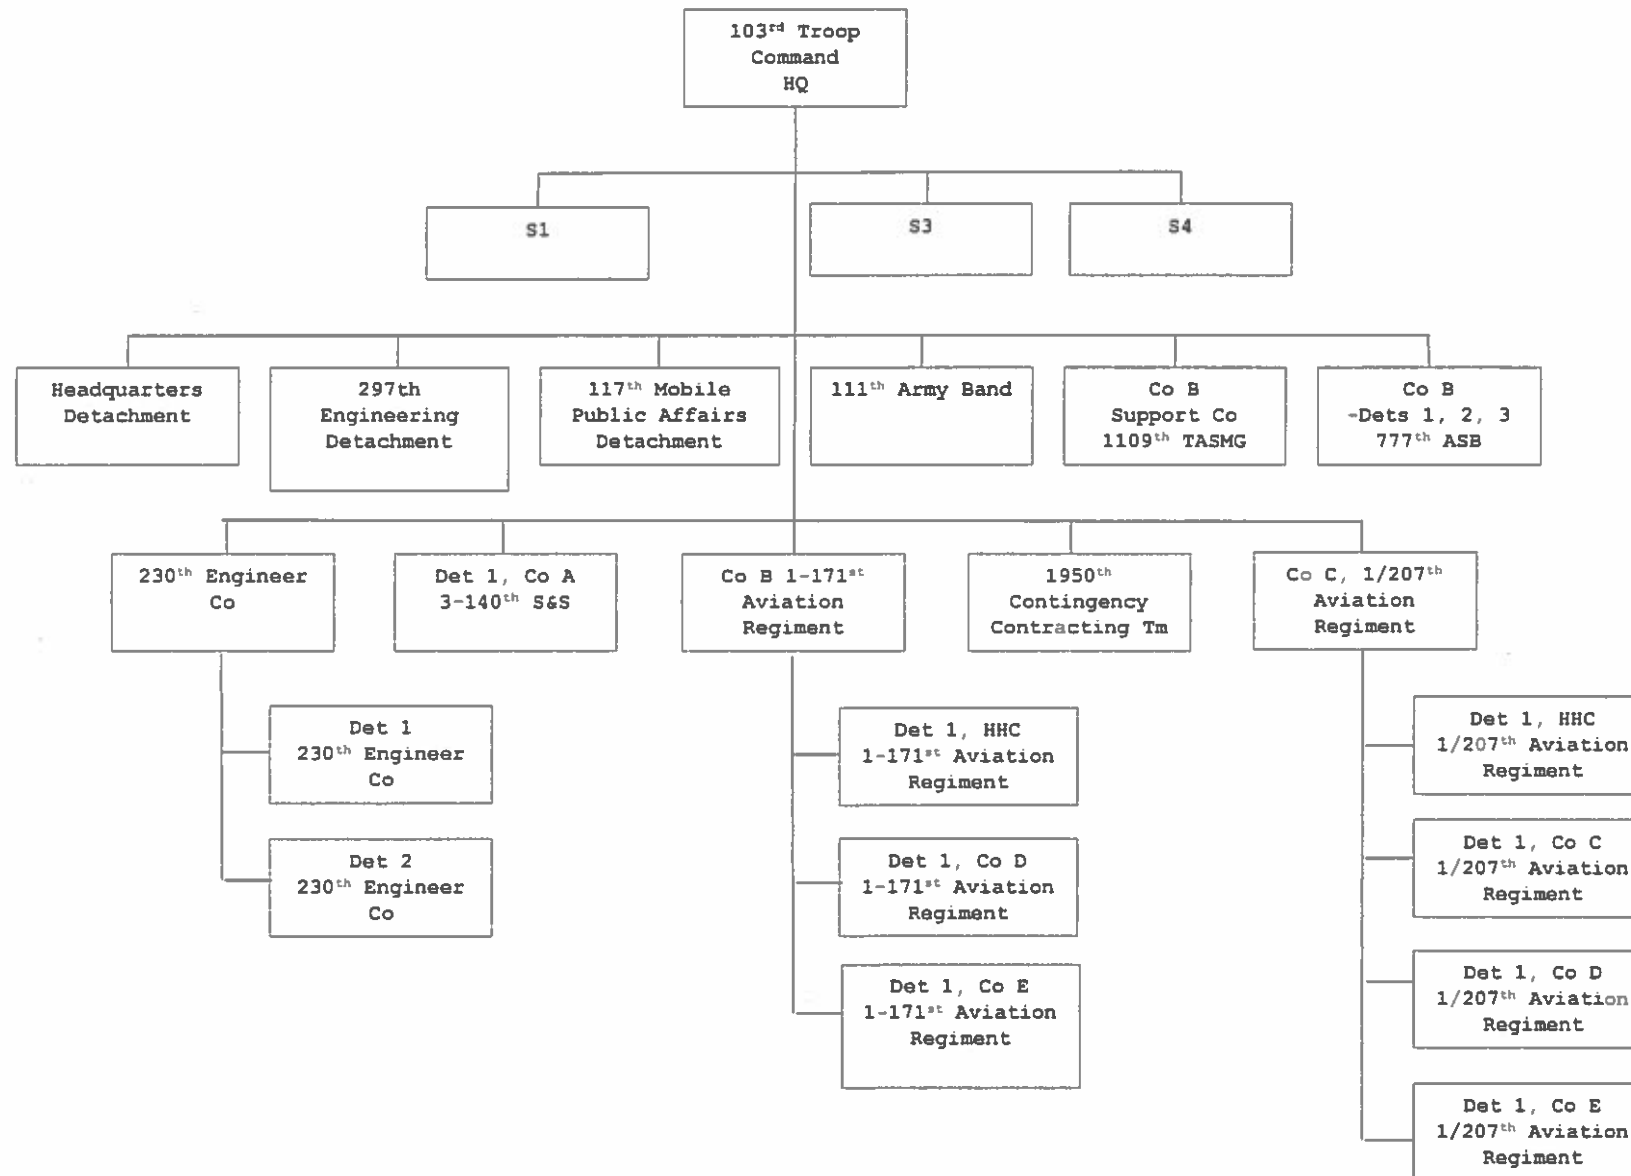 103rd Troop
Command
HQ
S1
S3
S4
Headquarters
Detachment
297th
Engineering
Detachment
117th Mobile
Public Affairs
Detachment
111th Army Band
Co B
Support Co
1109th TASMG
Co B
-Dets 1, 2, 3
777th ASB
230th Engineer
Co
Det 1, Co A
3-140th S&S
Co B 1-171st
Aviation
Regiment
1950th
Contingency
Contracting Tm
Co C, 1/207th
Aviation
Regiment
Det 1
230th Engineer
Co
Det 2
230th Engineer
Co
Det 1, HHC
1-171st Aviation
Regiment
Det 1, Co D
1-171st Aviation
Regiment
Det 1, Co E
1-171st Aviation
Regiment
Det 1, HHC
1/207th Aviation
Regiment
Det 1, Co C
1/207th Aviation
Regiment
Det 1, Co D
1/207th Aviation
Regiment
Det 1, Co E
1/207th Aviation
Regiment